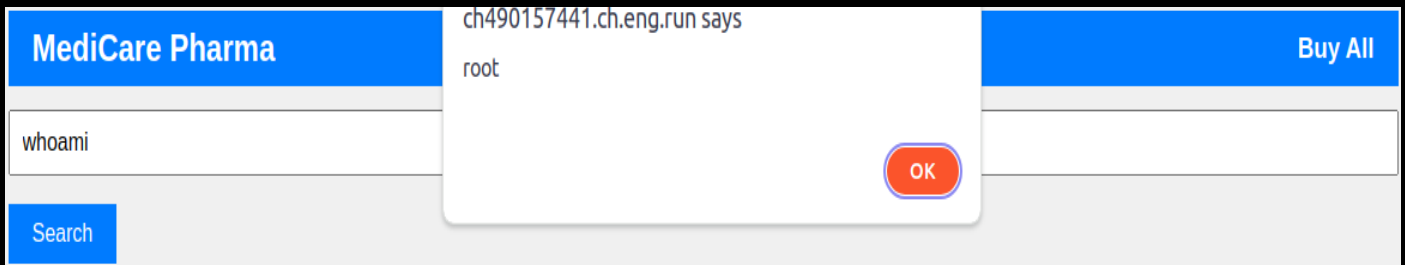 ch490157441.ch.eng.run says
MediCare Pharma
Buy All
root
whoami
OK
Search